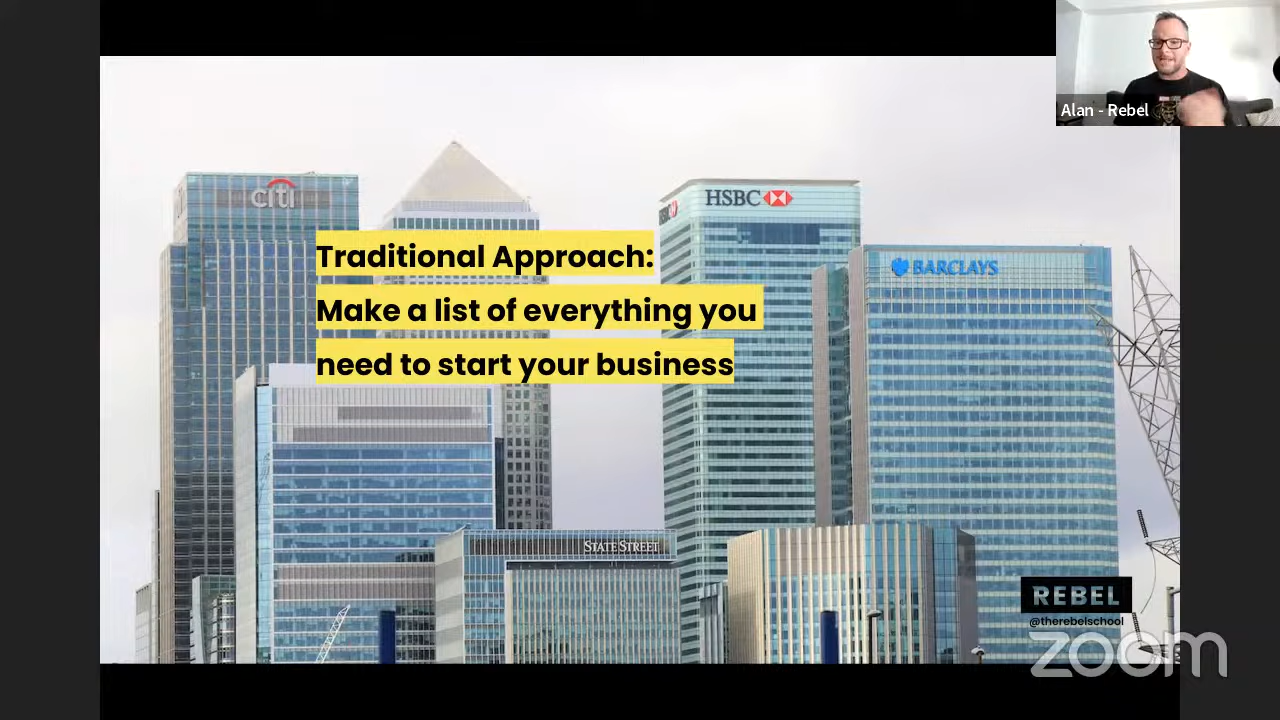 Alan - Rebel
citi
HSBC
BARCLAYS
Traditional Approach:
Make a list of everything you
need to start your business
STATE STREET
REBEL
@therebelschool
zoom